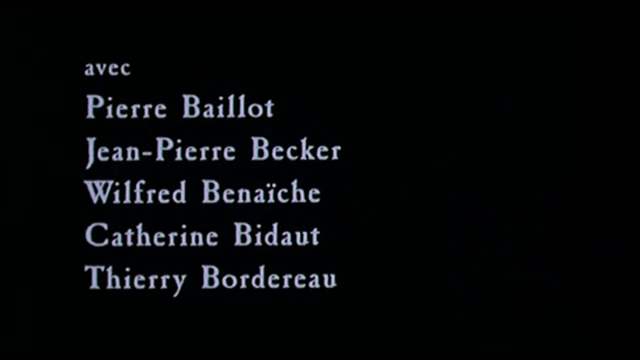 avec
Pierre Baillot
Jean-Pierre Becker
Wilfred Benaïche
Catherine Bidaut
Thierry Bordereau